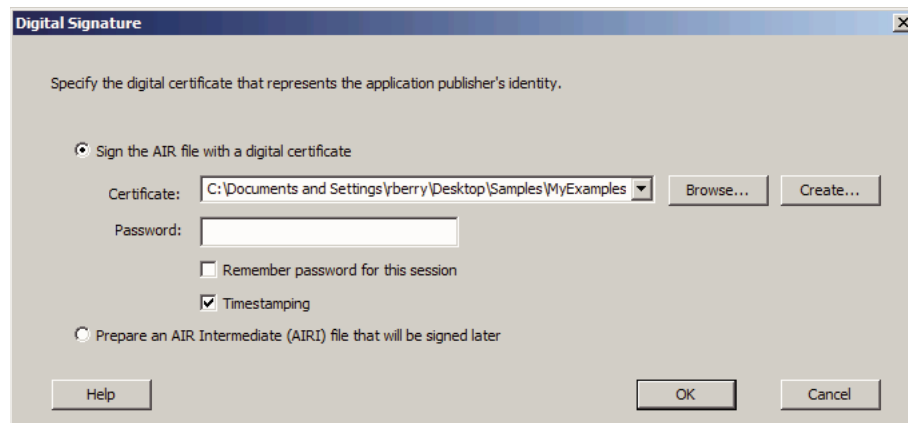 Digital Signature
Specify the digital certificate that represents the application publisher's identity.
Sign the AIR file with a digital certificate
Certificate: C:\Documents and Settings\rberry\Desktop\Samples\MyExamples Browse... Create...
Password:
Remember password for this session
Timestamping
Prepare an AIR Intermediate (AIRI) file that will be signed later
Help OK Cancel